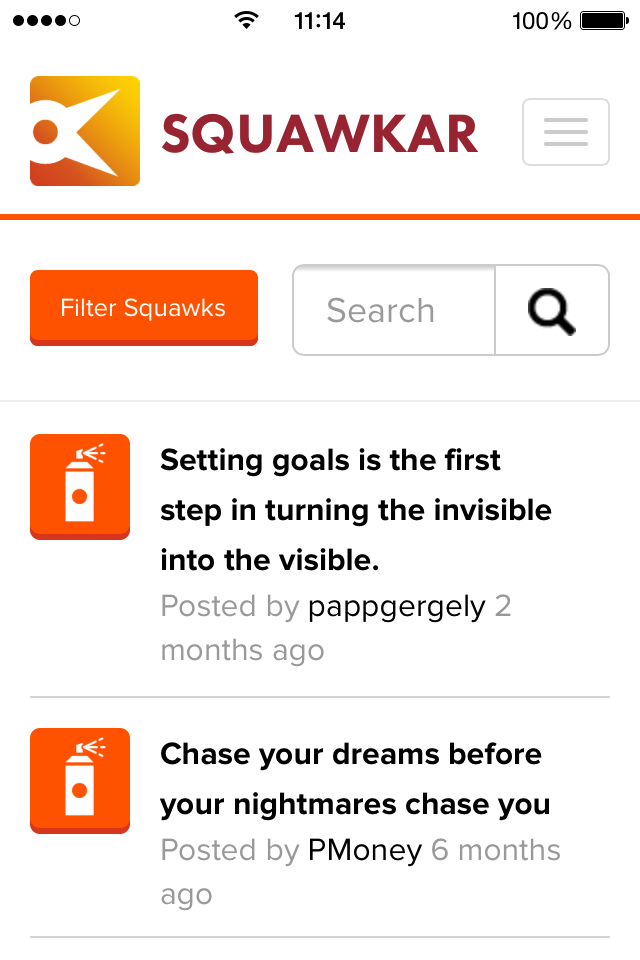 11:14 100%
SQUAWKAR
Filter Squawks Search
Setting goals is the first
step in turning the invisible
into the visible.
Posted by pappgergely 2
months ago
Chase your dreams before
your nightmares chase you
Posted by PMoney 6 months
ago